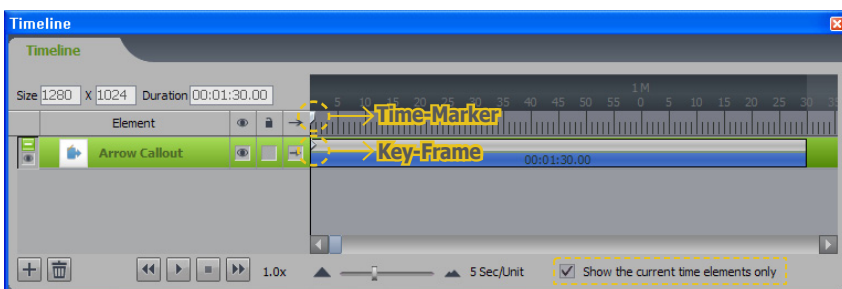 Timeline
Timeline
Size 1280 X 1024 Duration 00:01:30.00
1 M
5 10 15 20 25 30 35 40 45 50 55 0 5 10 15 20 25 30 35
Time-Marker
Element
Arrow Callout
Key-Frame
00:01:30.00
1.0x
5 Sec/Unit
Show the current time elements only